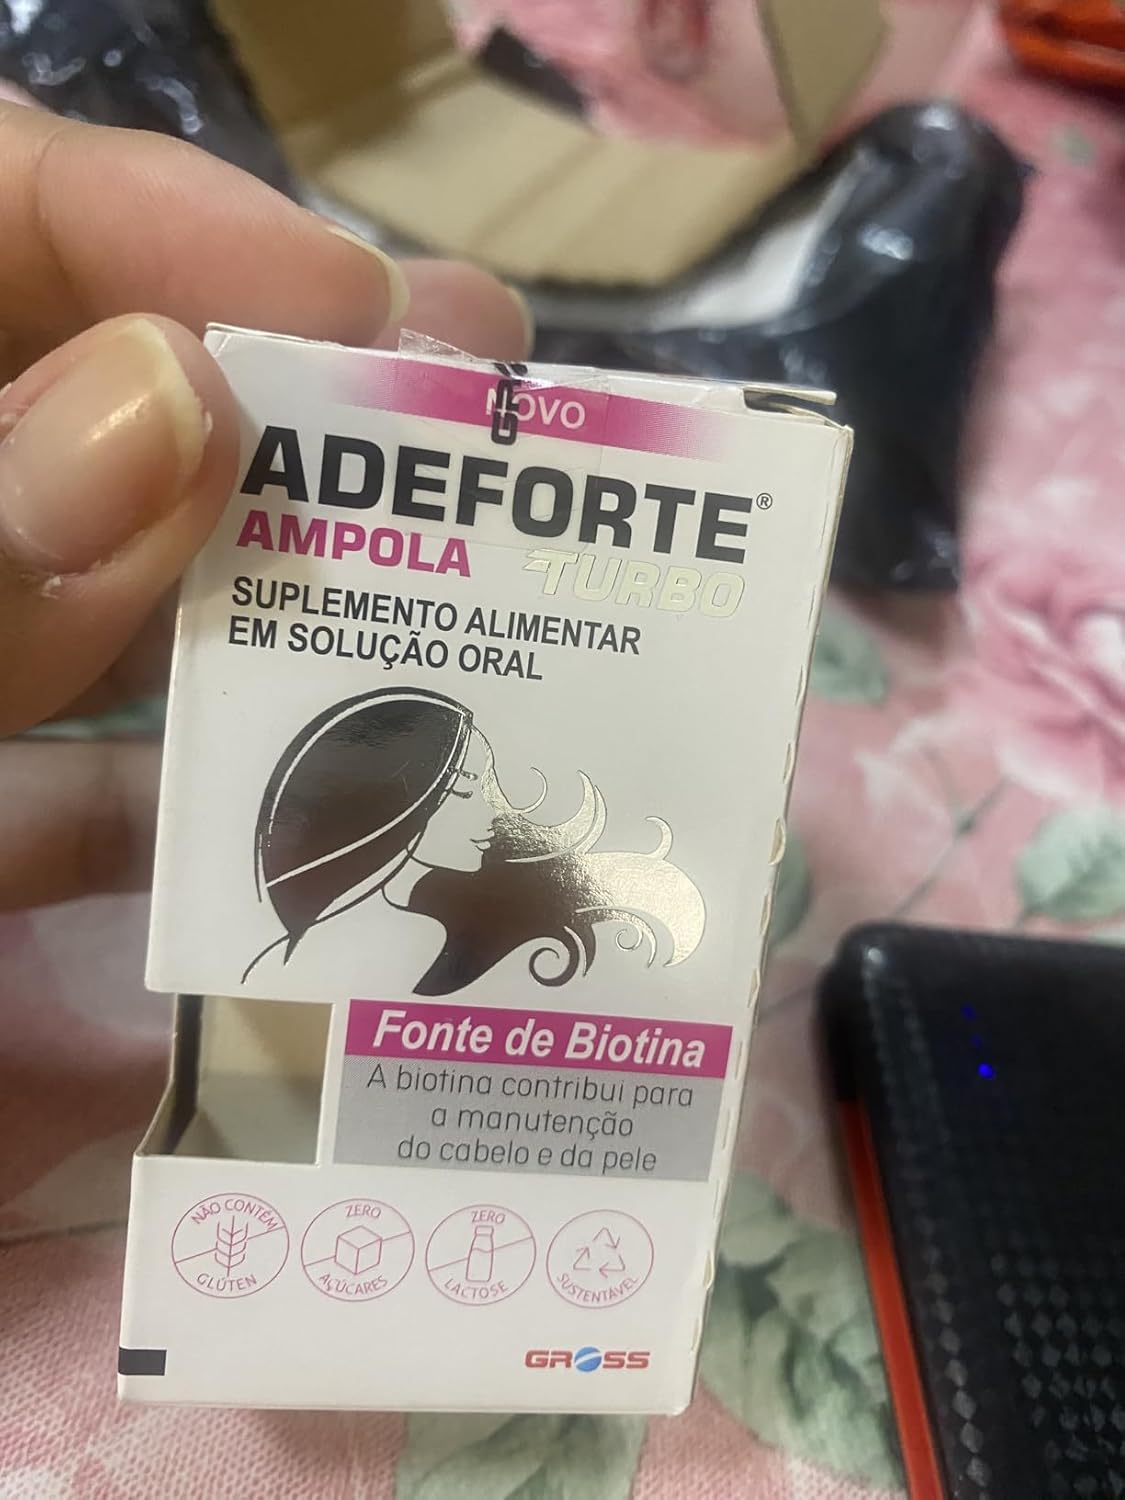 NOVO
GR
ADEFORTE®
AMPOLA TURBO
SUPLEMENTO ALIMENTAR
EM SOLUÇÃO ORAL
Fonte de Biotina
A biotina contribui para
a manutenção
do cabelo e da pele
NÃO CONTÉM
GLÚTEN
ZERO
AÇÚCARES
ZERO
LACTOSE
SUSTENTÁVEL
GROSS